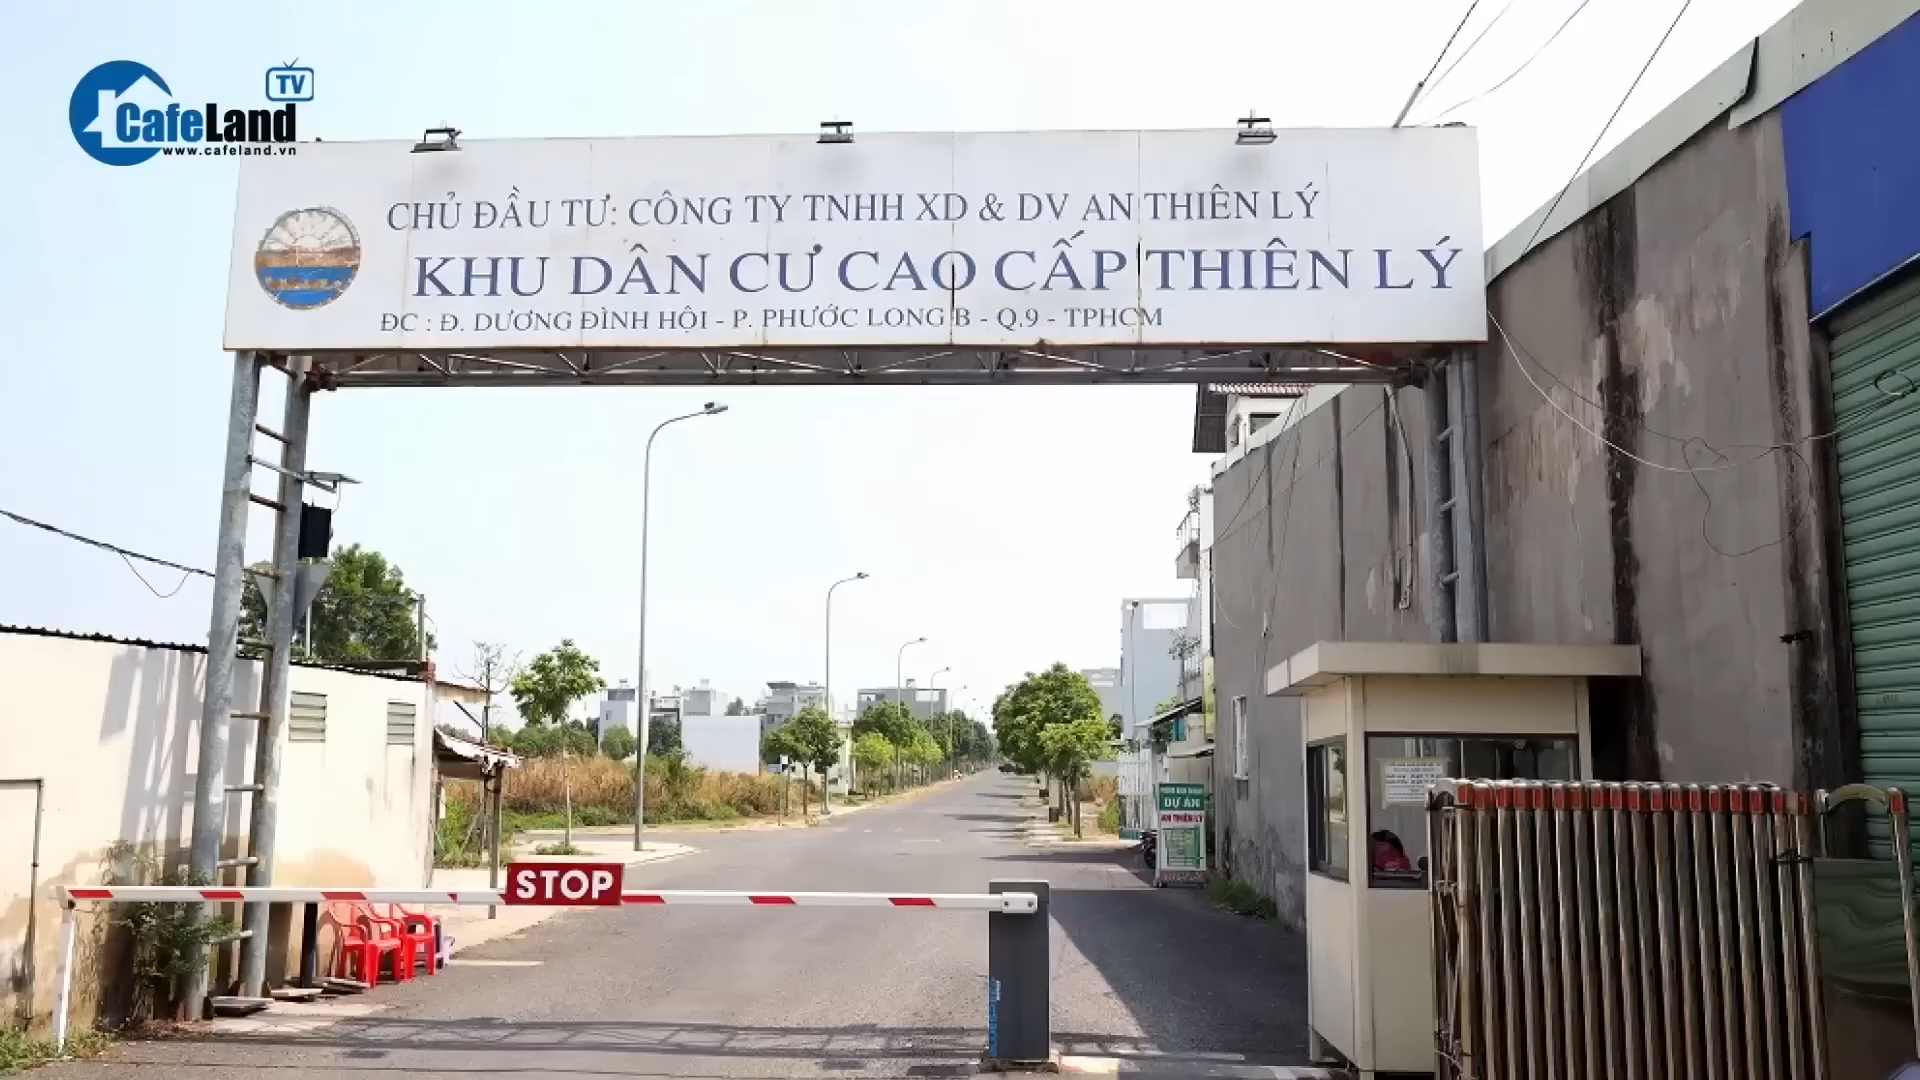 TV
CafeLand
www.cafeland.vn
CHỦ ĐẦU TƯ: CÔNG TY TNHH XD & DV AN THIÊN LÝ
KHU DÂN CƯ CAO CẤP THIÊN LÝ
ĐC : Đ. DƯƠNG ĐÌNH HỘI - P. PHƯỚC LONG B - Q.9 - TPHCM
DỰ ÁN
AN THIÊN LÝ
STOP